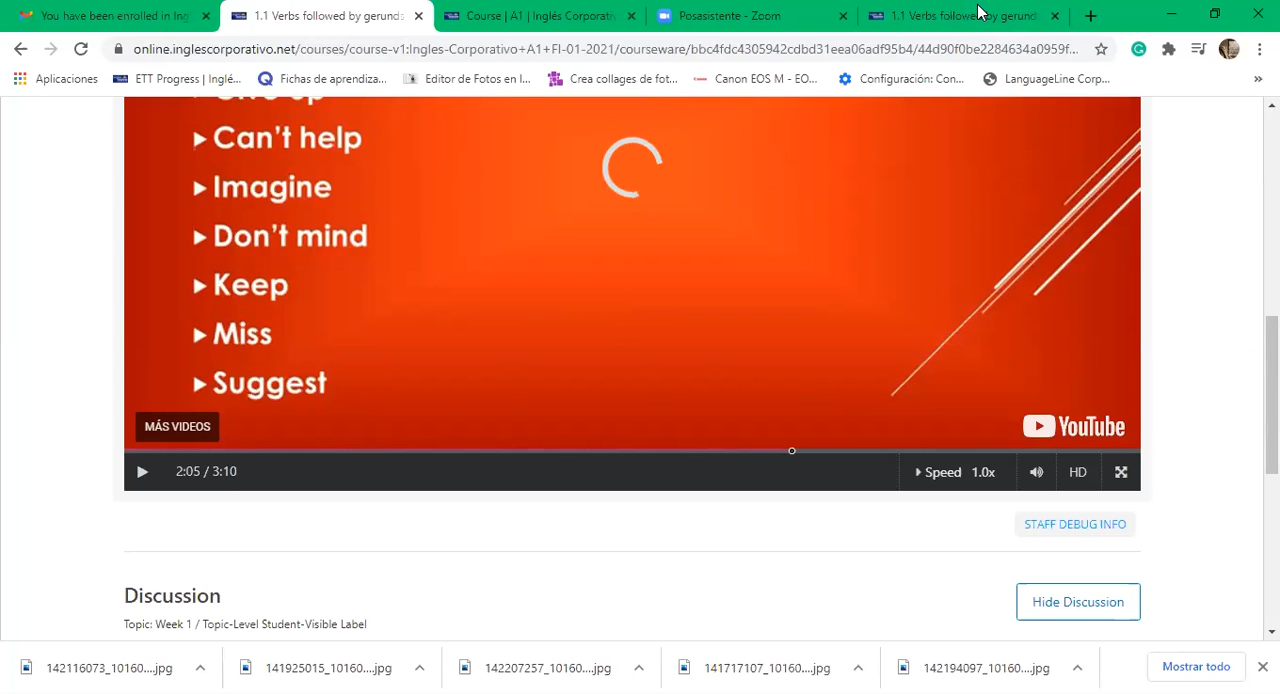 You have been enrolled in Ing
1.1 Verbs followed by gerunds
Course | A1 | Inglés Corporativ
Posasistente - Zoom
1.1 Verbs followed by gerund
online.inglescorporativo.net/courses/course-v1:Ingles-Corporativo+A1+FI-01-2021/courseware/bbc4fdc4305942cdbd31eea06adf95b4/44d90f0be2284634a0959f...
Aplicaciones
ETT Progress | Inglé...
Fichas de aprendiza...
Editor de Fotos en l...
Crea collages de fot...
Canon EOS M - EO...
Configuración: Con...
LanguageLine Corp...
»
Can't help
Imagine
Don't mind
Keep
Miss
Suggest
MÁS VIDEOS
YouTube
2:05 / 3:10
Speed 1.0x
HD
STAFF DEBUG INFO
Discussion
Hide Discussion
Topic: Week 1 / Topic-Level Student-Visible Label
142116073_10160....jpg
141925015_10160....jpg
142207257_10160....jpg
141717107_10160....jpg
142194097_10160....jpg
Mostrar todo